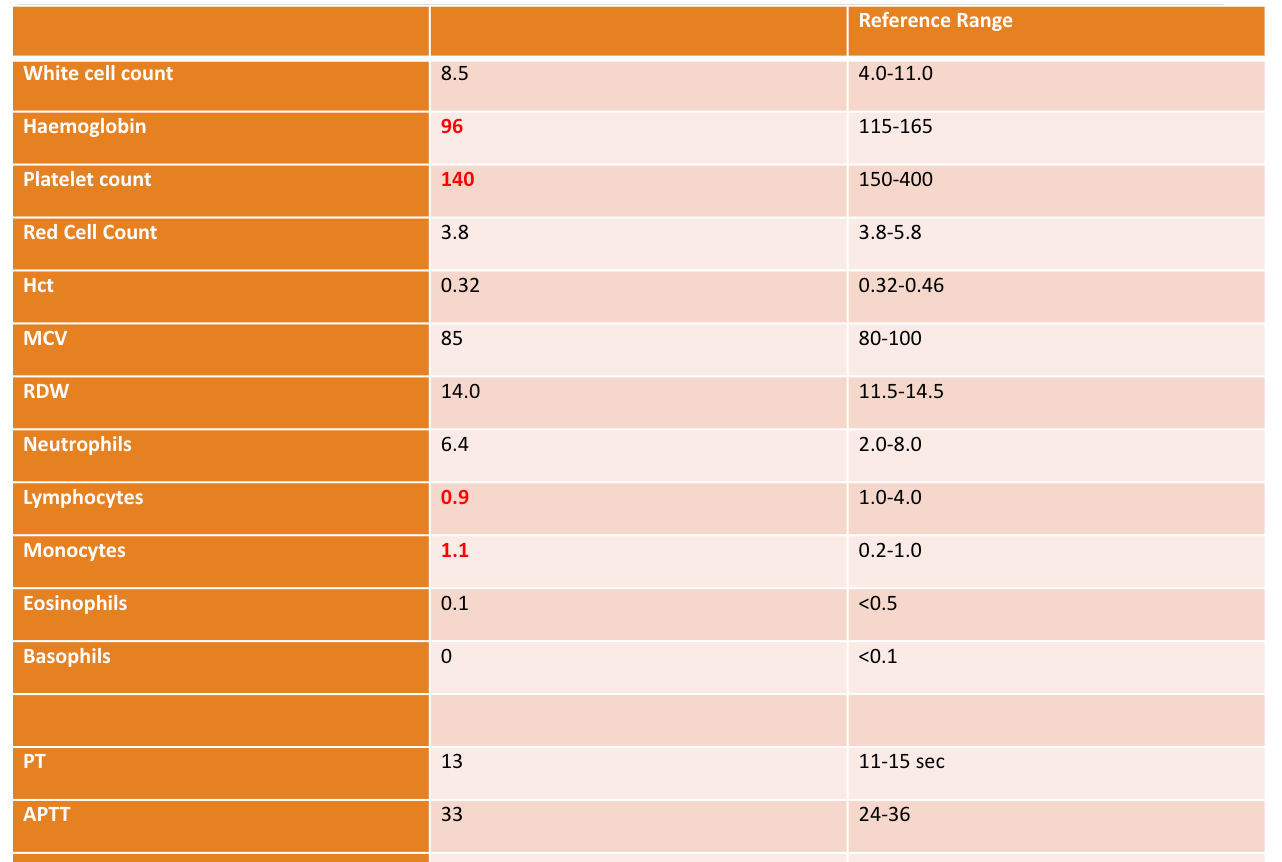 Reference Range
White cell count 8.5 4.0-11.0
Haemoglobin 96 115-165
Platelet count 140 150-400
Red Cell Count 3.8 3.8-5.8
Hct 0.32 0.32-0.46
MCV 85 80-100
RDW 14.0 11.5-14.5
Neutrophils 6.4 2.0-8.0
Lymphocytes 0.9 1.0-4.0
Monocytes 1.1 0.2-1.0
Eosinophils 0.1 <0.5
Basophils 0 <0.1
PT 13 11-15 sec
APTT 33 24-36